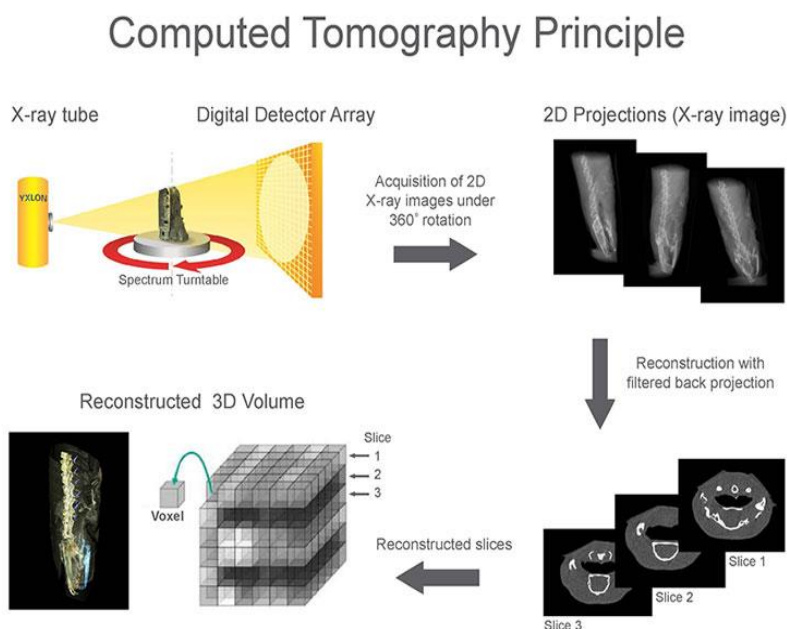 Computed Tomography Principle
X-ray tube
Digital Detector Array
2D Projections (X-ray image)
YXLON
Acquisition of 2D
X-ray images under
360° rotation
Spectrum Turntable
Reconstruction with
filtered back projection
Reconstructed 3D Volume
Slice
1
2
3
Voxel
Reconstructed slices
Slice 1
Slice 2
Slice 3